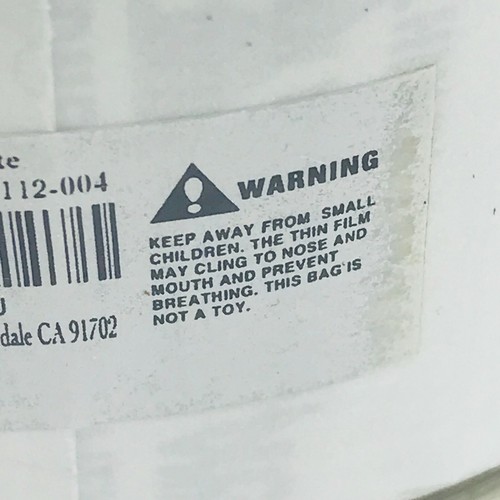 112-004
dale CA 91702
WARNING
KEEP AWAY FROM SMALL
CHILDREN. THE THIN FILM
MAY CLING TO NOSE AND
MOUTH AND PREVENT
BREATHING. THIS BAG IS
NOT A TOY.